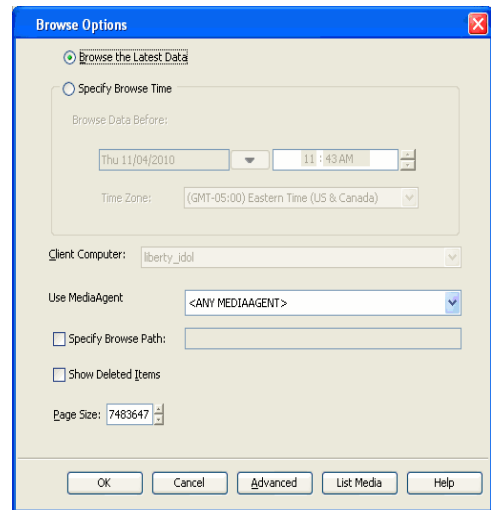 Browse Options
Browse the Latest Data
Specify Browse Time
Browse Data Before:
Thu 11/04/2010 11 : 43 AM
Time Zone: (GMT-05:00) Eastern Time (US & Canada)
Client Computer: liberty_idol
Use MediaAgent <ANY MEDIAAGENT>
Specify Browse Path:
Show Deleted Items
Page Size: 7483647
OK Cancel Advanced List Media Help